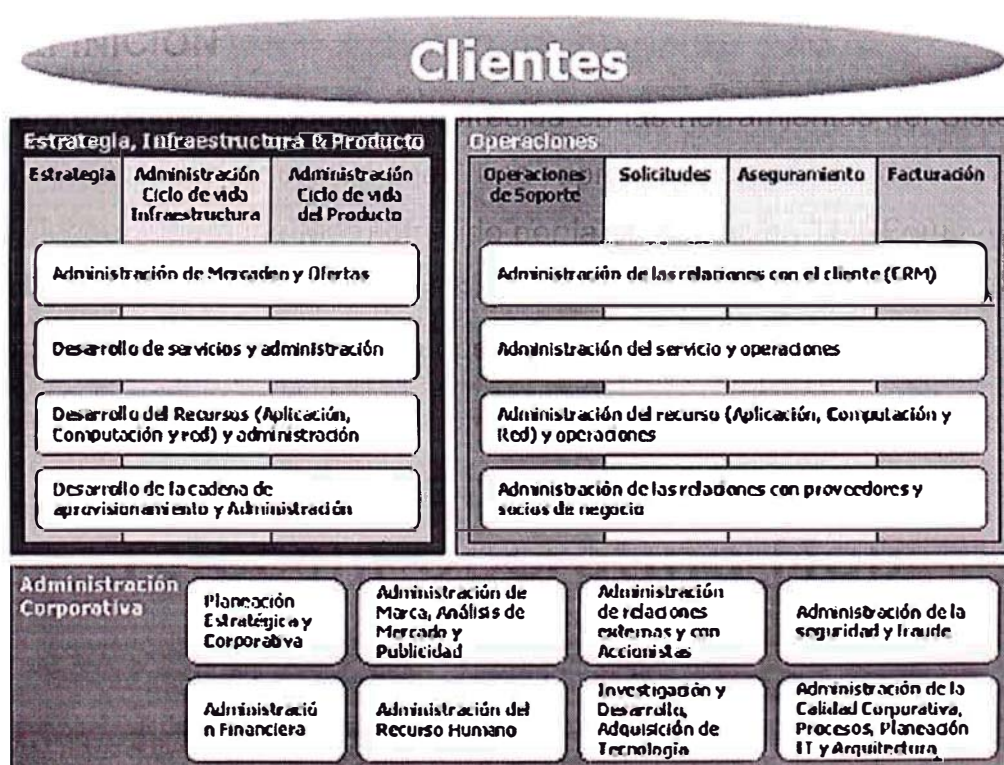 Clientes
Estrategia, Infraestructura & Producto
Estrategia
Administración
Ciclo de vida
Infraestructura
Administración
Ciclo de vida
del Producto
Administración de Mercadeo y Ofertas
Desarrollo de servicios y administración
Desarrollo del Recursos (Aplicación,
Computación y red) y administración
Desarrollo de la cadena de
aprovisionamiento y Administración
Operaciones
Operaciones
de Soporte
Solicitudes
Aseguramiento
Facturación
Administración de las relaciones con el cliente (CRM)
Administración del servicio y operaciones
Administración del recurso (Aplicación, Computación y
Red) y operaciones
Administración de las relaciones con proveedores y
socios de negocio
Administración
Corporativa
Planeación
Estratégica y
Corporativa
Administración de
Marca, Análisis de
Mercado y
Publicidad
Administración
de relaciones
externas y con
Accionistas
Administración de la
seguridad y fraude
Administració
n Financiera
Administración del
Recurso Humano
Investigación y
Desarrollo,
Adquisición de
Tecnología
Administración de la
Calidad Corporativa,
Procesos, Planeación
IT y Arquitectura